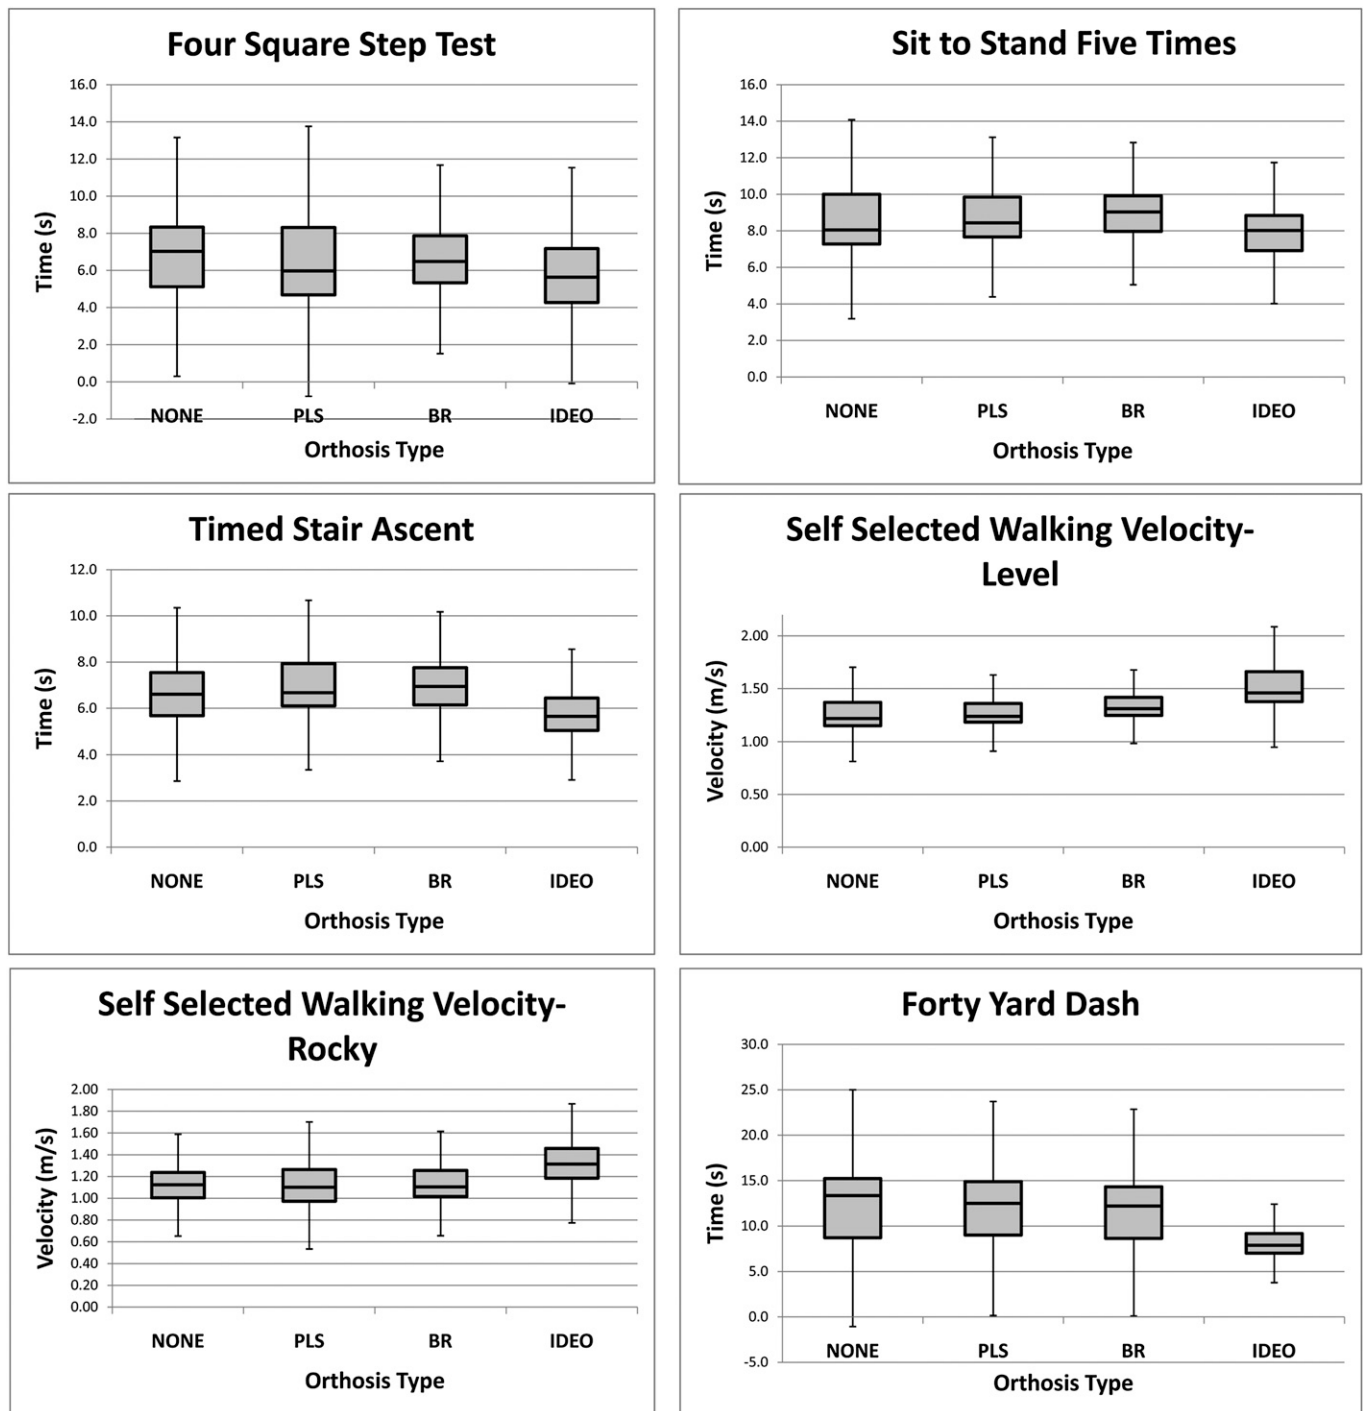 Four Square Step Test
16.0
14.0
12.0
10.0
8.0
6.0
4.0
2.0
0.0
-2.0
Time (s)
NONE PLS BR IDEO
Orthosis Type
Sit to Stand Five Times
16.0
14.0
12.0
10.0
8.0
6.0
4.0
2.0
0.0
Time (s)
NONE PLS BR IDEO
Orthosis Type
Timed Stair Ascent
12.0
10.0
8.0
6.0
4.0
2.0
0.0
Time (s)
NONE PLS BR IDEO
Orthosis Type
Self Selected Walking Velocity-
Level
2.00
1.50
1.00
0.50
0.00
Velocity (m/s)
NONE PLS BR IDEO
Orthosis Type
Self Selected Walking Velocity-
Rocky
2.00
1.80
1.60
1.40
1.20
1.00
0.80
0.60
0.40
0.20
0.00
Velocity (m/s)
NONE PLS BR IDEO
Orthosis Type
Forty Yard Dash
30.0
25.0
20.0
15.0
10.0
5.0
0.0
-5.0
Time (s)
NONE PLS BR IDEO
Orthosis Type